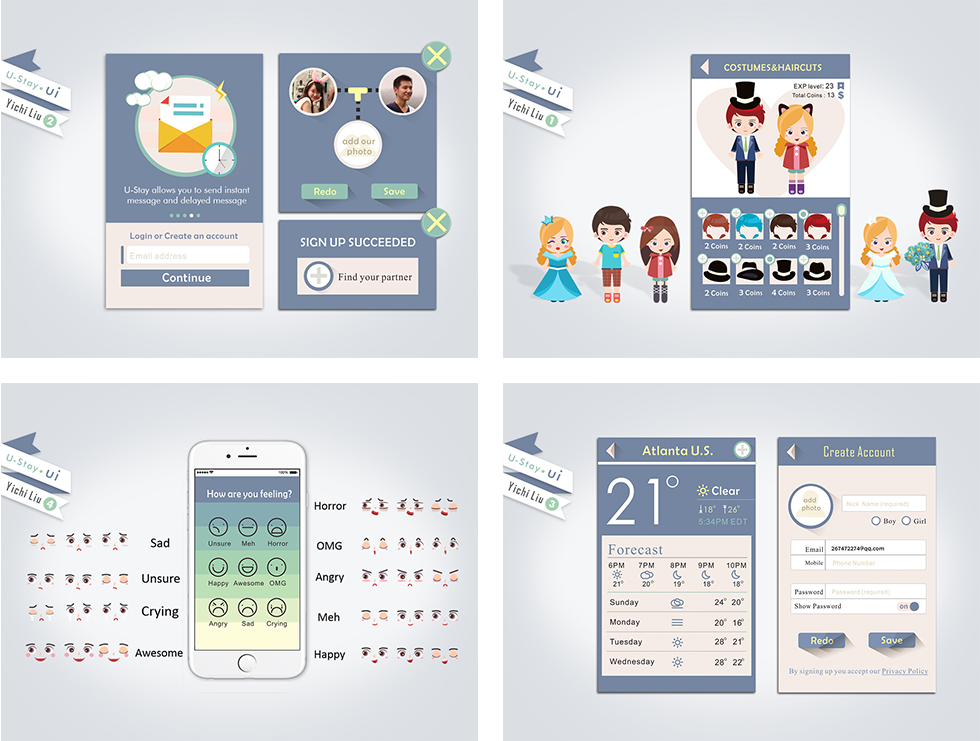 U-Stay • Ui
Yichi Liu 2
U-Stay allows you to send instant
message and delayed message
Login or Create an account
Email address
Continue
add our
photo
Redo
Save
SIGN UP SUCCEEDED
Find your partner
U-Stay • Ui
Yichi Liu 1
COSTUMES&HAIRCUTS
EXP level: 23
Total Coins : 13 $
2 Coins
2 Coins
2 Coins
3 Coins
2 Coins
3 Coins
4 Coins
3 Coins
U-Stay • Ui
Yichi Liu 4
100%
How are you feeling?
Unsure
Meh
Horror
Happy
Awesome
OMG
Angry
Sad
Crying
Sad
Unsure
Crying
Awesome
Horror
OMG
Angry
Meh
Happy
U-Stay • Ui
Yichi Liu 3
Atlanta U.S.
21°
Clear
18° 26°
5:34PM EDT
Forecast
6PM 7PM 8PM 9PM 10PM
21° 20° 19° 18° 18°
Sunday 24° 20°
Monday 20° 16°
Tuesday 28° 21°
Wednesday 28° 22°
Create Account
add
photo
Nick Name (required)
Boy Girl
Email 267472274@qq.com
Mobile Phone Number
Password Password (required)
Show Password on
Redo
Save
By signing up you accept our Privacy Policy